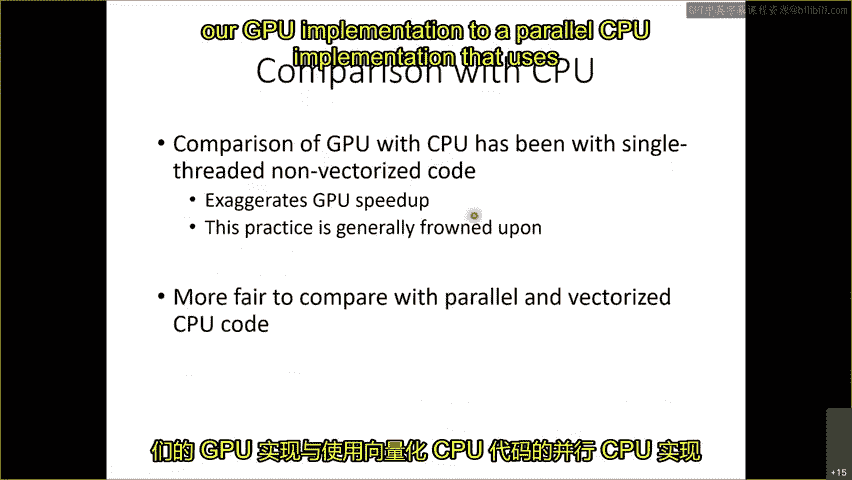 our GPU implementation to a parallel CPU
implementation that uses
Comparison with CPU
• Comparison of GPU with CPU has been with single-
threaded non-vectorized code
• Exaggerates GPU speedup
• This practice is generally frowned upon
• More fair to compare with parallel and vectorized
CPU code
们的 GPU 实现与使用向量化 CPU 代码的并行 CPU 实现
+15